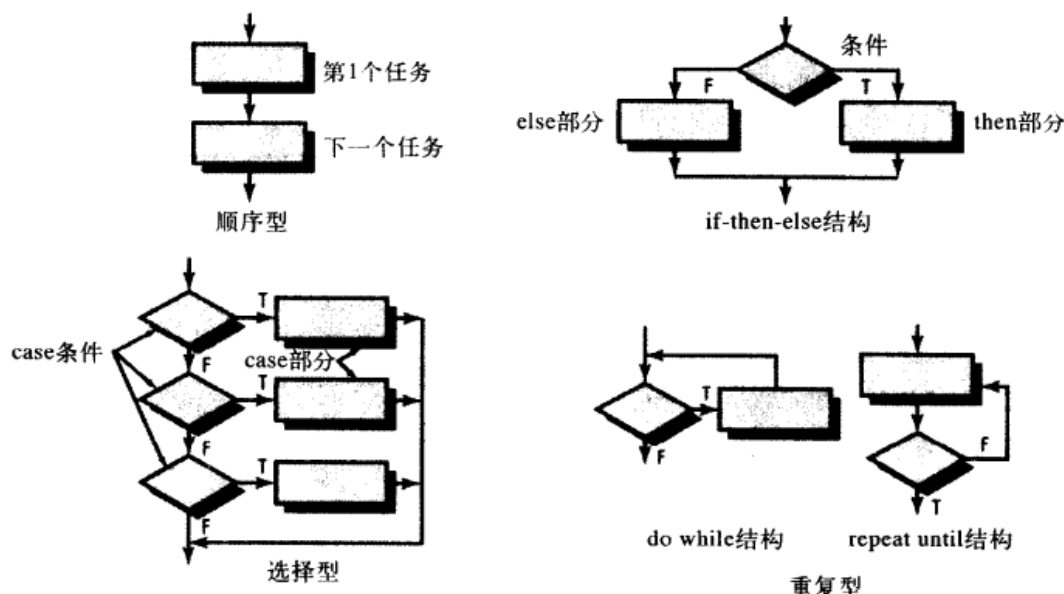 第1个任务
下一个任务
顺序型
条件
F
T
else部分
then部分
if-then-else结构
case条件
T
F
case部分
T
F
T
F
选择型
T
F
do while结构
F
T
repeat until结构
重复型